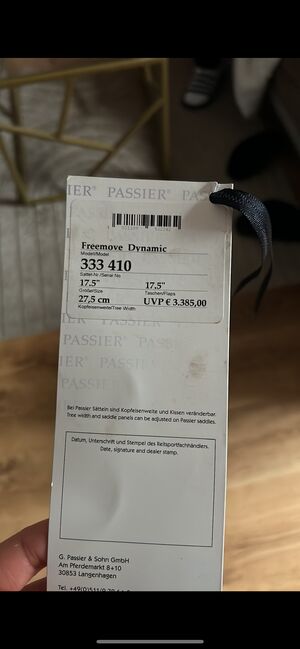 IER® PASSIER® PASSI
Freemove Dynamic
Modell/Model
333 410
Sattel-Nr./Serial No.
17.5" 17.5"
Größe/Size Taschen/Flaps
27,5 cm UVP € 3.385,00
Kopfeisenweite/Tree Width
PASSIER
Bei Passier Sätteln sind Kopfeisenweite und Kissen veränderbar.
Tree width and saddle panels can be adjusted on Passier saddles.
Datum, Unterschrift und Stempel des Reitsportfachhändlers.
Date, signature and dealer stamp.
G. Passier & Sohn GmbH
Am Pferdemarkt 8+10
30853 Langenhagen